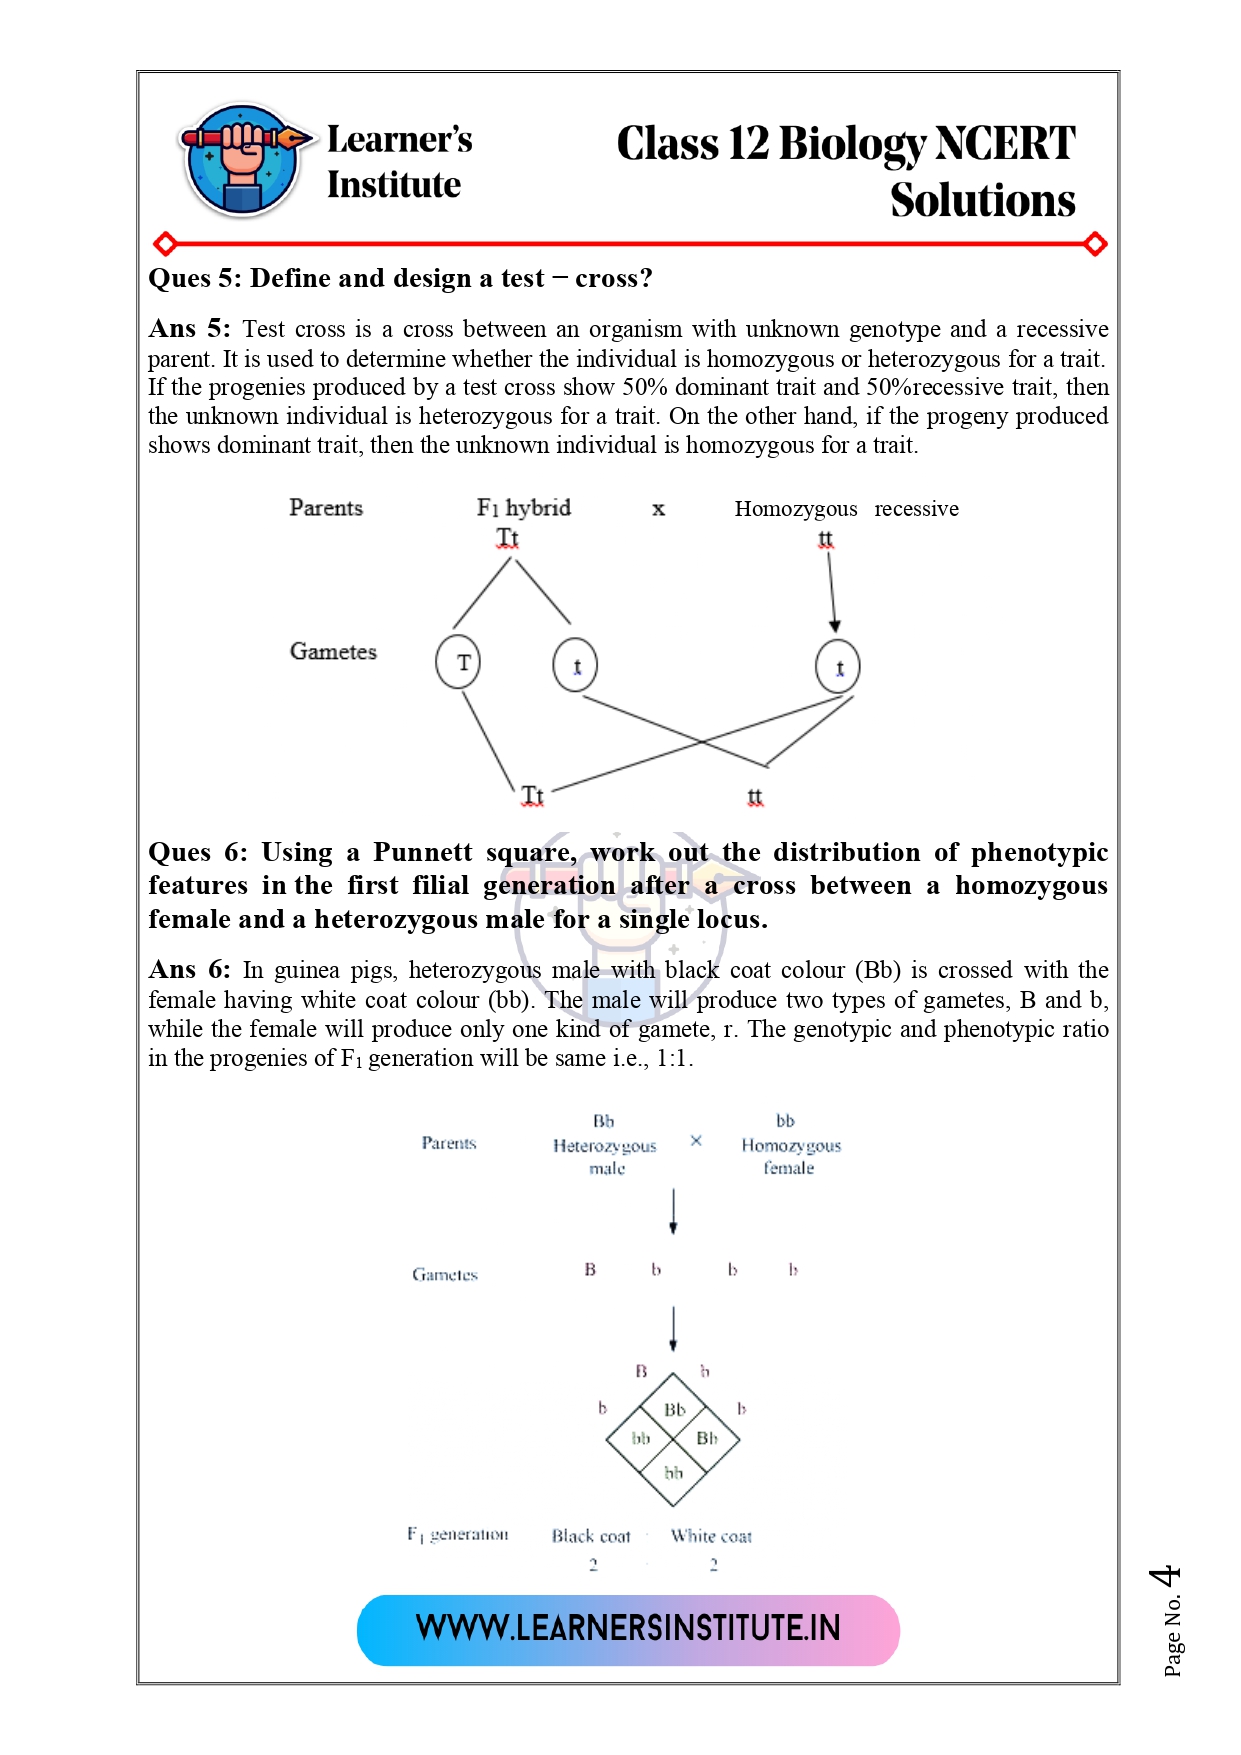 Learner's
Institute
Class 12 Biology NCERT
Solutions
Ques 5: Define and design a test − cross?
Ans 5: Test cross is a cross between an organism with unknown genotype and a recessive
parent. It is used to determine whether the individual is homozygous or heterozygous for a trait.
If the progenies produced by a test cross show 50% dominant trait and 50%recessive trait, then
the unknown individual is heterozygous for a trait. On the other hand, if the progeny produced
shows dominant trait, then the unknown individual is homozygous for a trait.
Parents F1 hybrid x Homozygous recessive
Tt tt
Gametes T t t
Tt tt
Ques 6: Using a Punnett square, work out the distribution of phenotypic
features in the first filial generation after a cross between a homozygous
female and a heterozygous male for a single locus.
Ans 6: In guinea pigs, heterozygous male with black coat colour (Bb) is crossed with the
female having white coat colour (bb). The male will produce two types of gametes, B and b,
while the female will produce only one kind of gamete, r. The genotypic and phenotypic ratio
in the progenies of F1 generation will be same i.e., 1:1.
Bb bb
Parents Heterozygous × Homozygous
male female
Gametes B b b b
B b
b Bb b
bb Bb
bb
F1 generation Black coat White coat
2 2
WWW.LEARNERSINSTITUTE.IN
Page No. 4